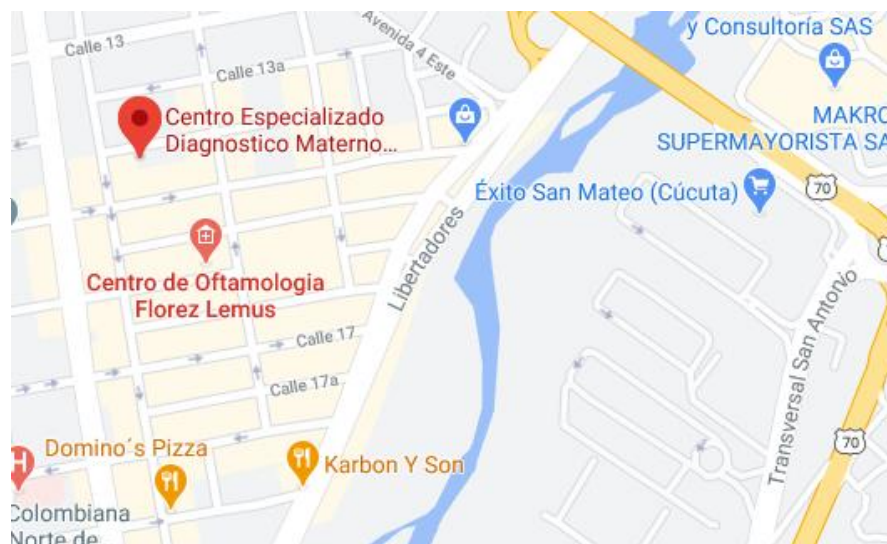 Calle 13
Avenida 4 Este
y Consultoría SAS
Calle 13a
Centro Especializado
Diagnostico Materno...
MAKRO
SUPERMAYORISTA SA
70
Éxito San Mateo (Cúcuta)
Libertadores
Centro de Oftamologia
Florez Lemus
Transversal San Antonio
Calle 17
Calle 17a
70
Domino´s Pizza
H
Karbon Y Son
Colombiana
Norte de